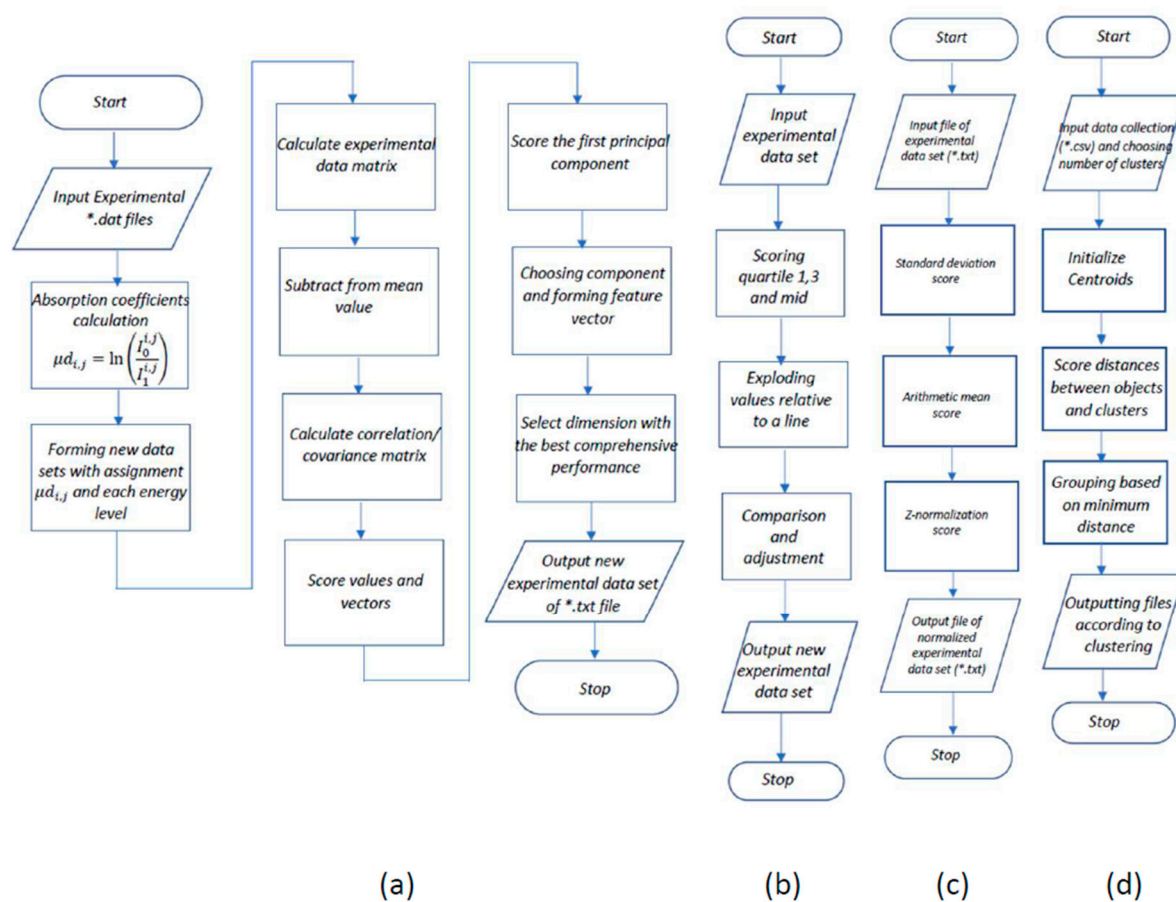 Start
Input Experimental
*.dat files
Absorption coefficients
calculation
μd_{i,j} = ln(I_0^{i,j} / I_1^{i,j})
Forming new data
sets with assignment
μd_{i,j} and each energy
level
Calculate experimental
data matrix
Subtract from mean
value
Calculate correlation/
covariance matrix
Score values and
vectors
Score the first principal
component
Choosing component
and forming feature
vector
Select dimension with
the best comprehensive
performance
Output new
experimental data set
of *.txt file
Stop
(a)
Start
Input
experimental
data set
Scoring
quartile 1,3
and mid
Exploding
values relative
to a line
Comparison
and
adjustment
Output new
experimental
data set
Stop
(b)
Start
Input file of
experimental
data set (*.txt)
Standard deviation
score
Arithmetic mean
score
Z-normalization
score
Output file of
normalized
experimental
data set (*.txt)
Stop
(c)
Start
Input data collection
(*.csv) and choosing
number of clusters
Initialize
Centroids
Score distances
between objects
and clusters
Grouping based
on minimum
distance
Outputting files
according to
clustering
Stop
(d)